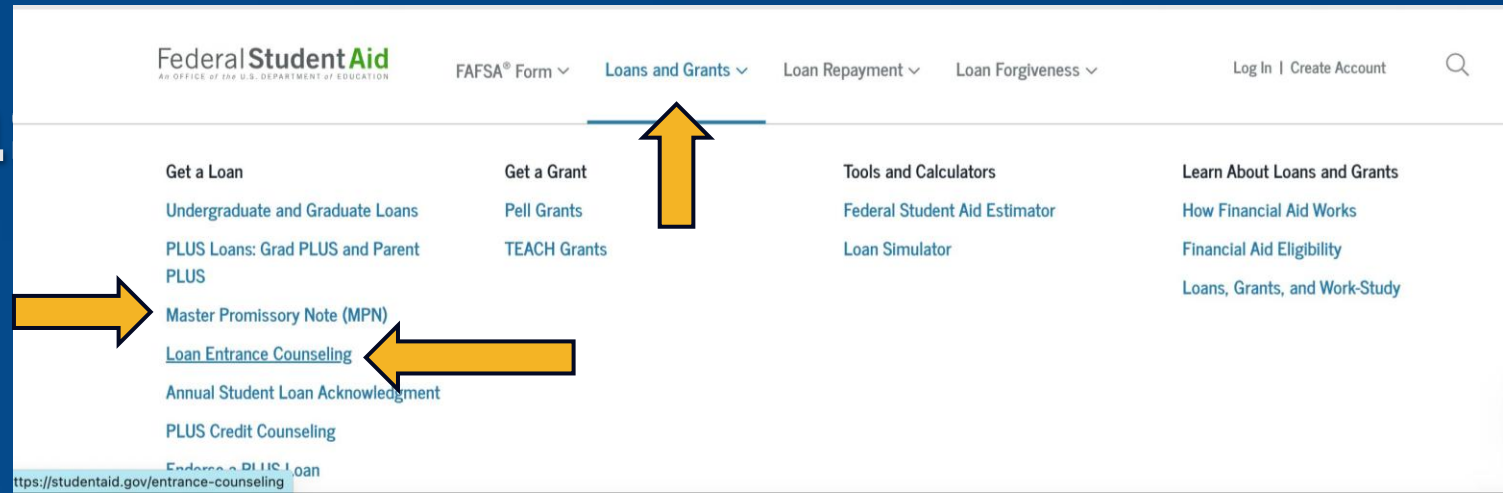 Federal Student Aid
An OFFICE of the U.S. DEPARTMENT of EDUCATION
FAFSA® Form
Loans and Grants
Loan Repayment
Loan Forgiveness
Log In | Create Account
Get a Loan
Undergraduate and Graduate Loans
PLUS Loans: Grad PLUS and Parent
PLUS
Master Promissory Note (MPN)
Loan Entrance Counseling
Annual Student Loan Acknowledgment
PLUS Credit Counseling
Endorse a PLUS Loan
Get a Grant
Pell Grants
TEACH Grants
Tools and Calculators
Federal Student Aid Estimator
Loan Simulator
Learn About Loans and Grants
How Financial Aid Works
Financial Aid Eligibility
Loans, Grants, and Work-Study
ttps://studentaid.gov/entrance-counseling